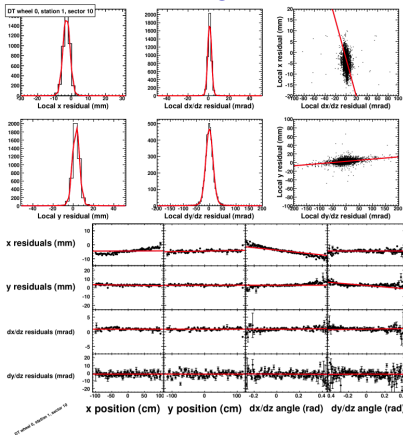 DT wheel 0, station 1, sector 10
Local x residual (mm)
Local dx/dz residual (mrad)
Local x residual (mm)
Local dx/dz residual (mrad)
Local y residual (mm)
Local dy/dz residual (mrad)
Local y residual (mm)
Local dy/dz residual (mrad)
x residuals (mm)
y residuals (mm)
dx/dz residuals (mrad)
dy/dz residuals (mrad)
x position (cm) y position (cm) dx/dz angle (rad) dy/dz angle (rad)
DT wheel 0, station 1, sector 10